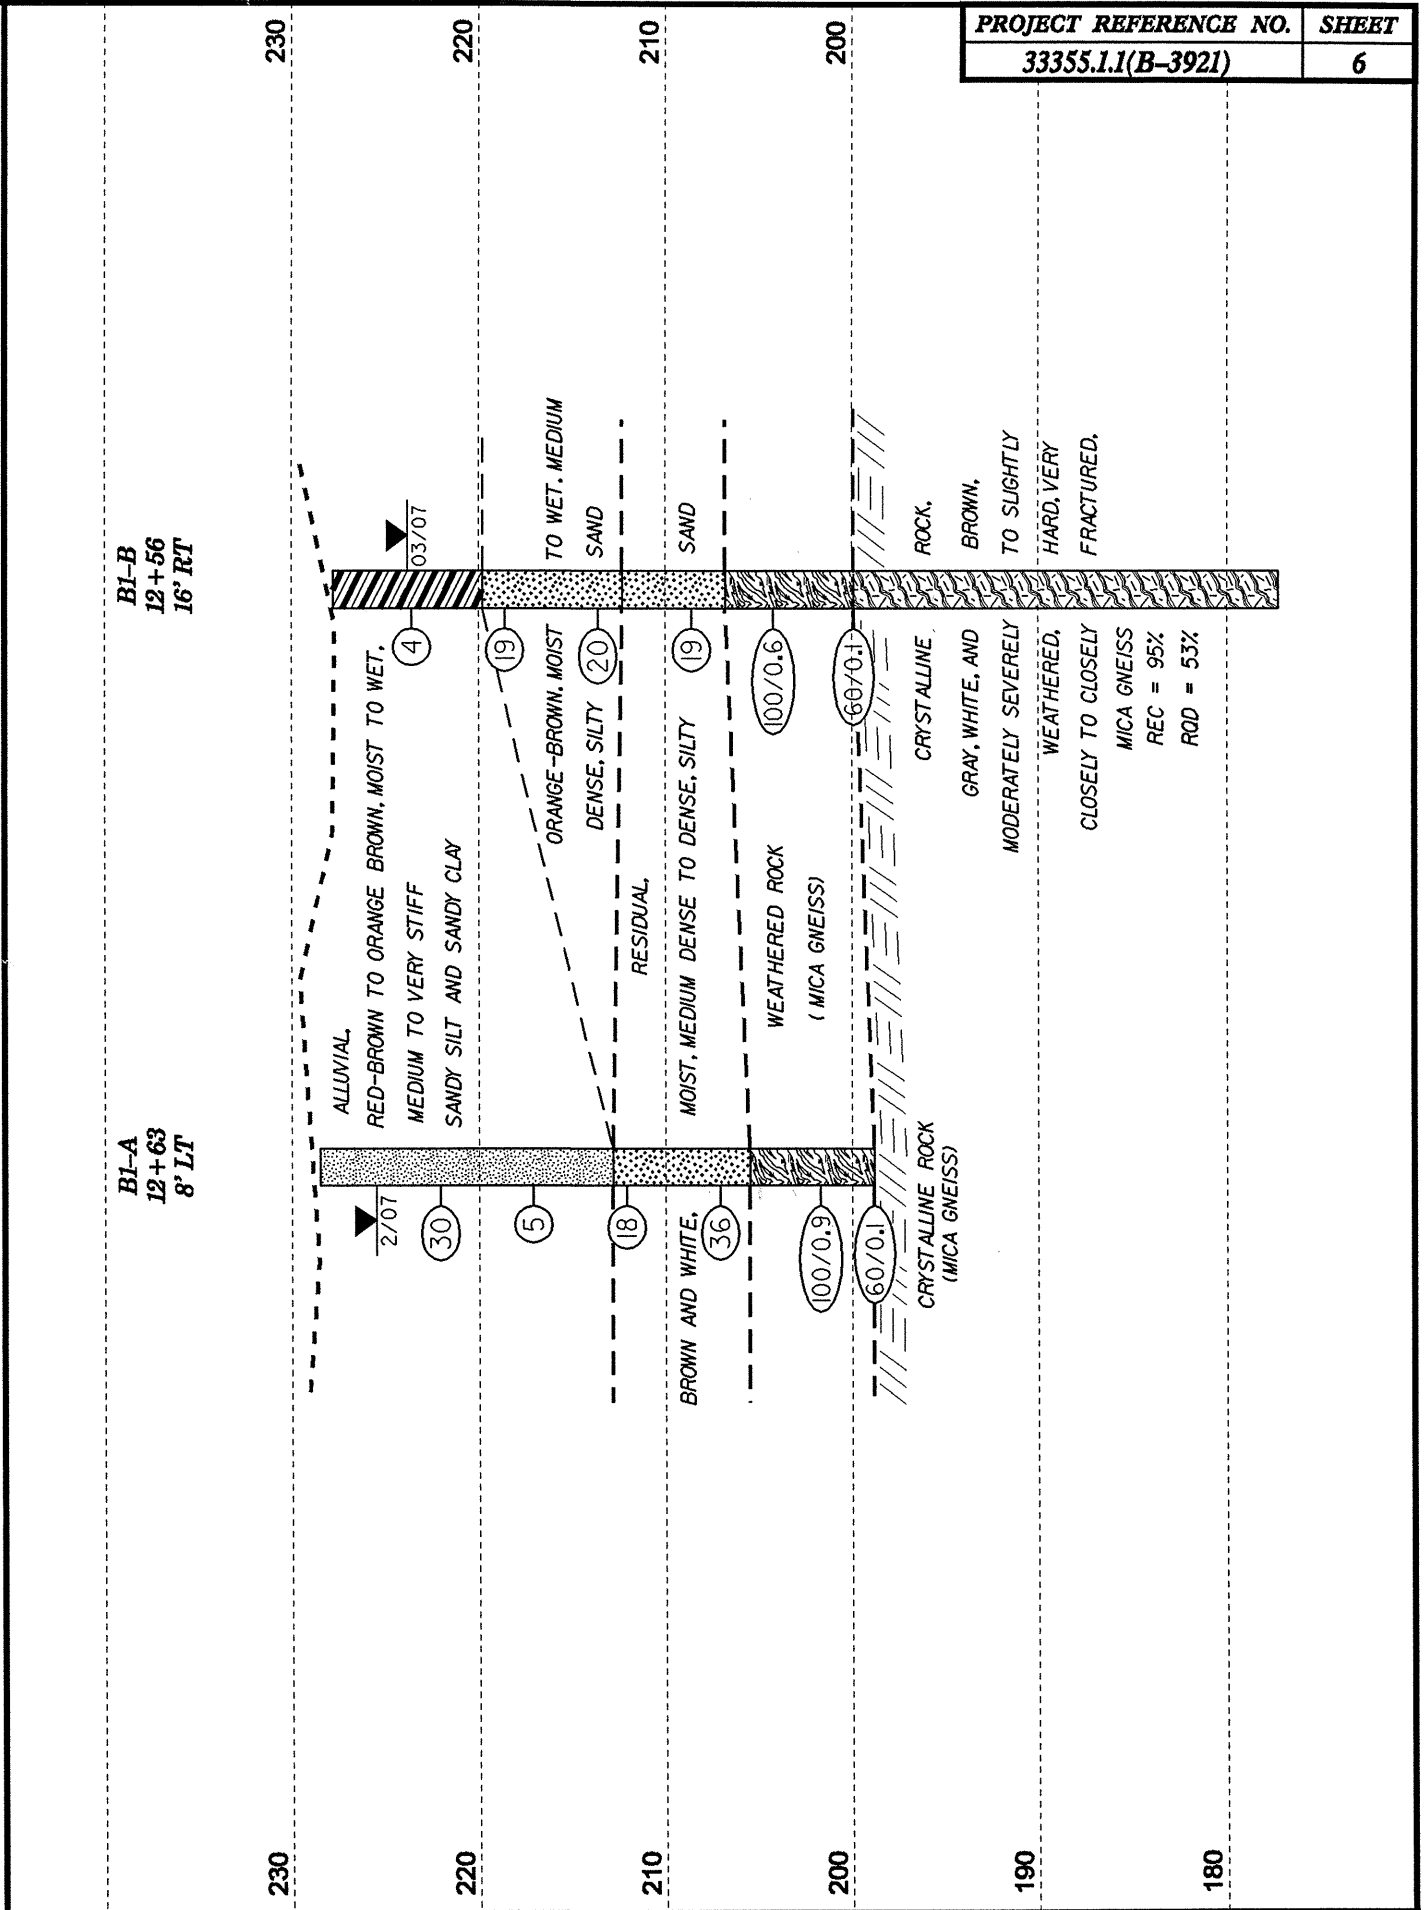 PROJECT REFERENCE NO. SHEET
33355.1.1(B–3921) 6
B1–A
12+63
8' LT
B1–B
12+56
16' RT
230 230
220 220
210 210
200 200
190
180
2/07
30
5
18
36
100/0.9
60/0.1
03/07
4
19
20
19
100/0.6
60/0.1
ALLUVIAL,
RED-BROWN TO ORANGE BROWN, MOIST TO WET,
MEDIUM TO VERY STIFF
SANDY SILT AND SANDY CLAY
ORANGE-BROWN, MOIST TO WET, MEDIUM
DENSE, SILTY SAND
RESIDUAL,
BROWN AND WHITE, MOIST, MEDIUM DENSE TO DENSE, SILTY SAND
WEATHERED ROCK
(MICA GNEISS)
CRYSTALLINE ROCK
(MICA GNEISS)
CRYSTALLINE ROCK,
GRAY, WHITE, AND BROWN,
MODERATELY SEVERELY TO SLIGHTLY
WEATHERED, HARD, VERY
CLOSELY TO CLOSELY FRACTURED,
MICA GNEISS
REC = 95%
RQD = 53%